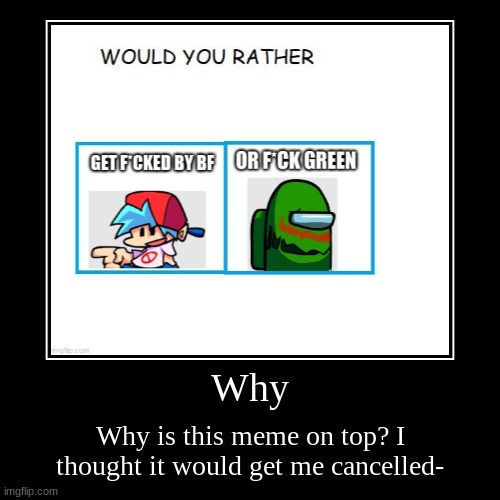 WOULD YOU RATHER
GET F*CKED BY BF
OR F*CK GREEN
imgflip.com
Why
Why is this meme on top? I
thought it would get me cancelled-
imgflip.com